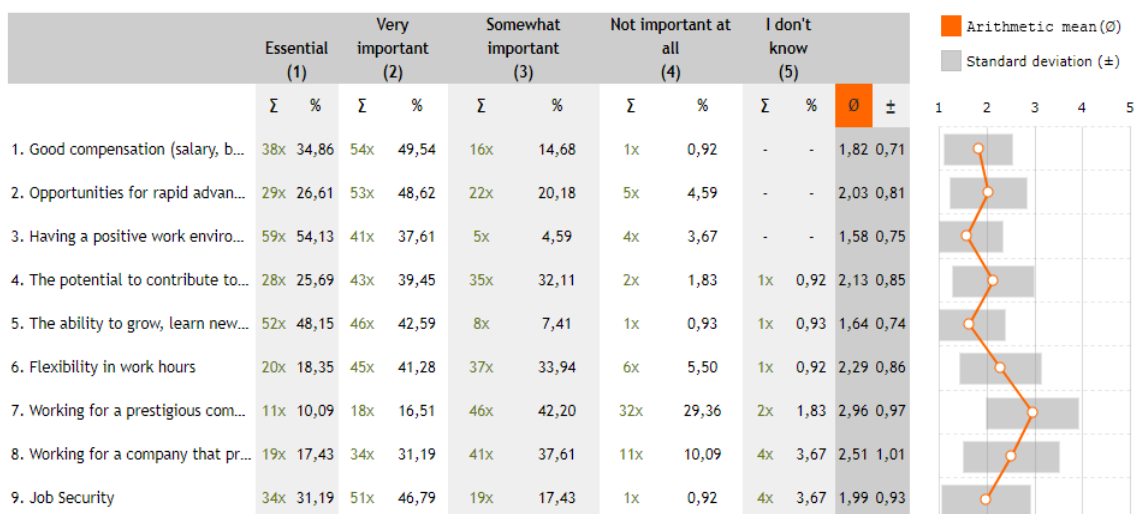 Essential (1) Very important (2) Somewhat important (3) Not important at all (4) I don't know (5)
Arithmetic mean(Ø)
Standard deviation (±)
Σ % Σ % Σ % Σ % Σ % Ø ± 1 2 3 4 5
1. Good compensation (salary, b... 38x 34,86 54x 49,54 16x 14,68 1x 0,92 - - 1,82 0,71
2. Opportunities for rapid advan... 29x 26,61 53x 48,62 22x 20,18 5x 4,59 - - 2,03 0,81
3. Having a positive work enviro... 59x 54,13 41x 37,61 5x 4,59 4x 3,67 - - 1,58 0,75
4. The potential to contribute to... 28x 25,69 43x 39,45 35x 32,11 2x 1,83 1x 0,92 2,13 0,85
5. The ability to grow, learn new... 52x 48,15 46x 42,59 8x 7,41 1x 0,93 1x 0,93 1,64 0,74
6. Flexibility in work hours 20x 18,35 45x 41,28 37x 33,94 6x 5,50 1x 0,92 2,29 0,86
7. Working for a prestigious com... 11x 10,09 18x 16,51 46x 42,20 32x 29,36 2x 1,83 2,96 0,97
8. Working for a company that pr... 19x 17,43 34x 31,19 41x 37,61 11x 10,09 4x 3,67 2,51 1,01
9. Job Security 34x 31,19 51x 46,79 19x 17,43 1x 0,92 4x 3,67 1,99 0,93